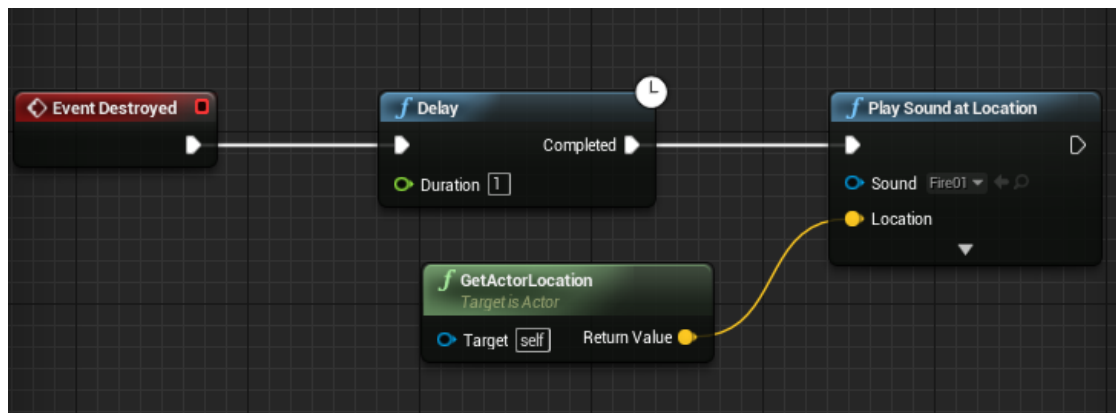 Event Destroyed
f Delay
Completed
Duration 1
f Play Sound at Location
Sound Fire01
Location
f GetActorLocation
Target is Actor
Target self Return Value